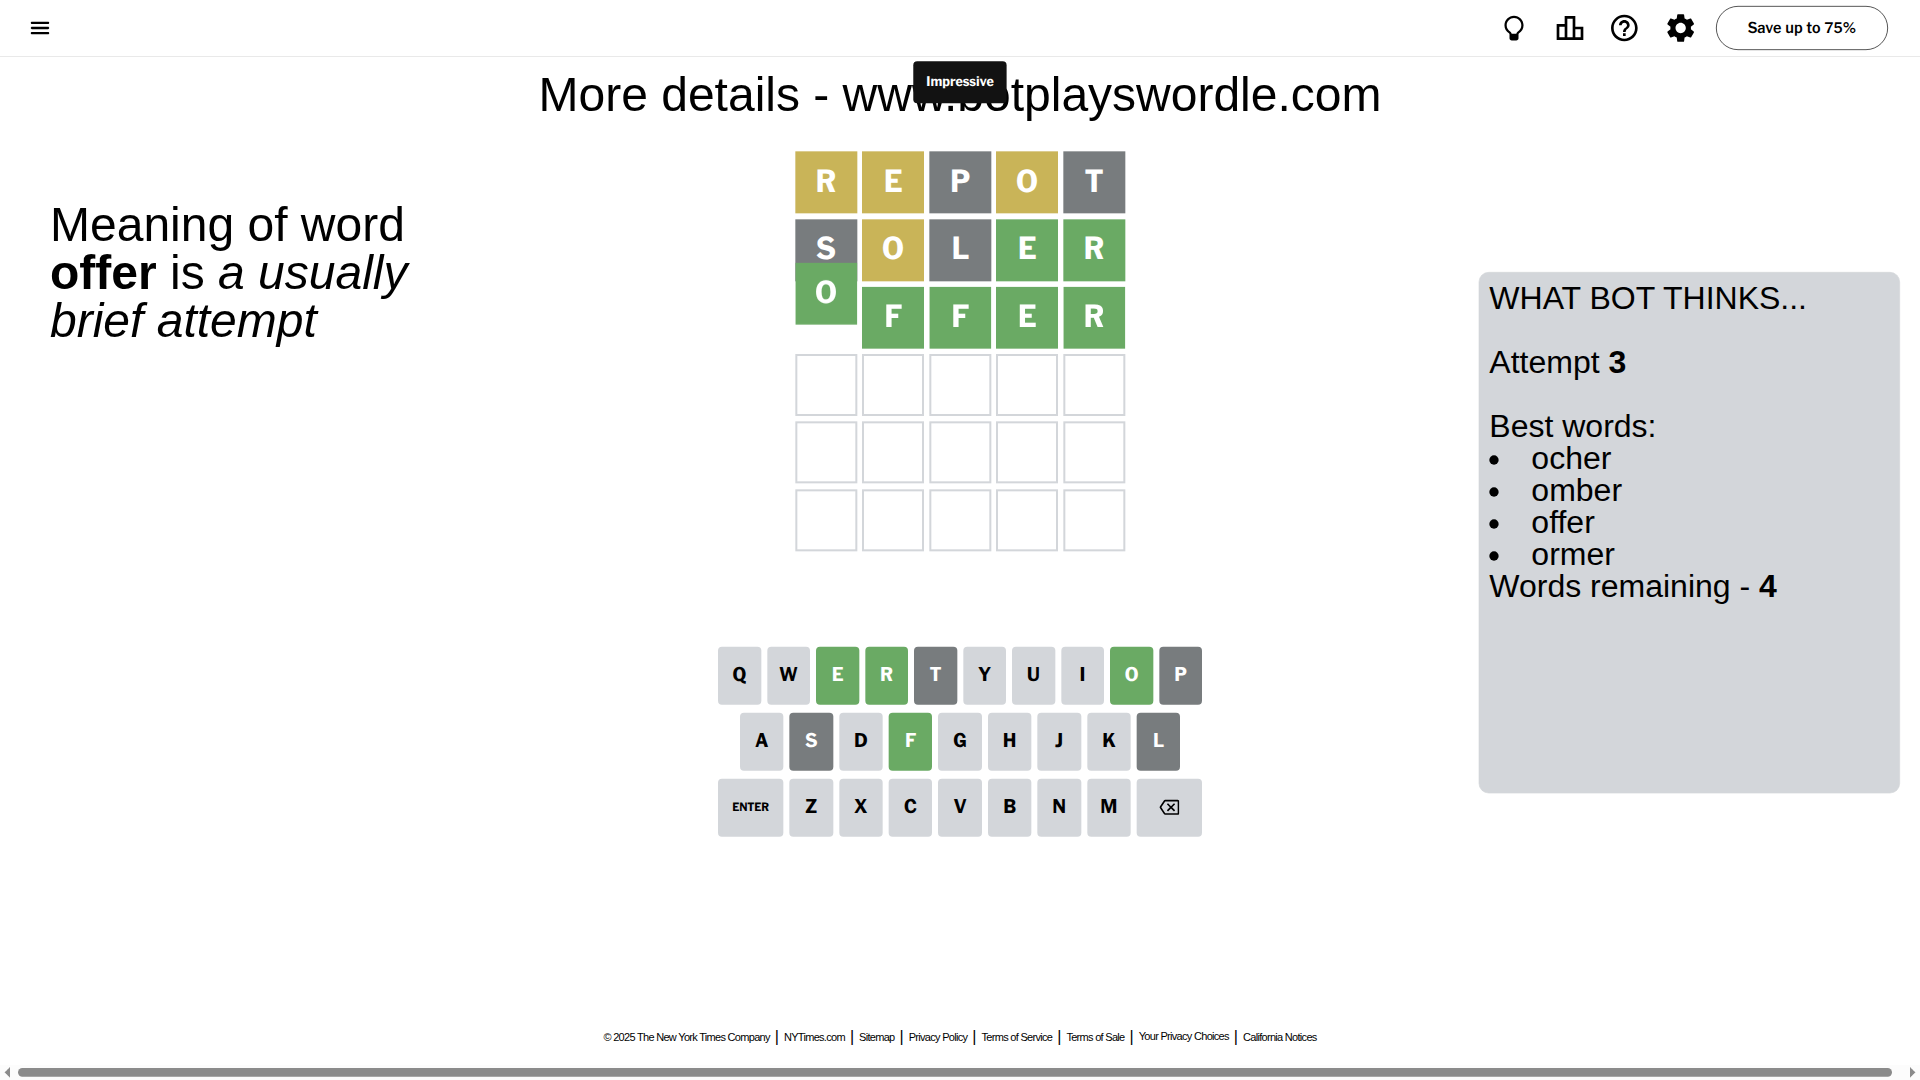 Save up to 75%
Impressive
More details - www.botplayswordle.com
Meaning of word
offer is a usually
brief attempt
R E P O T
S O L E R
O F F E R
WHAT BOT THINKS...
Attempt 3
Best words:
• ocher
• omber
• offer
• ormer
Words remaining - 4
Q W E R T Y U I O P
A S D F G H J K L
ENTER Z X C V B N M
© 2025 The New York Times Company | NYTimes.com | Sitemap | Privacy Policy | Terms of Service | Terms of Sale | Your Privacy Choices | California Notices